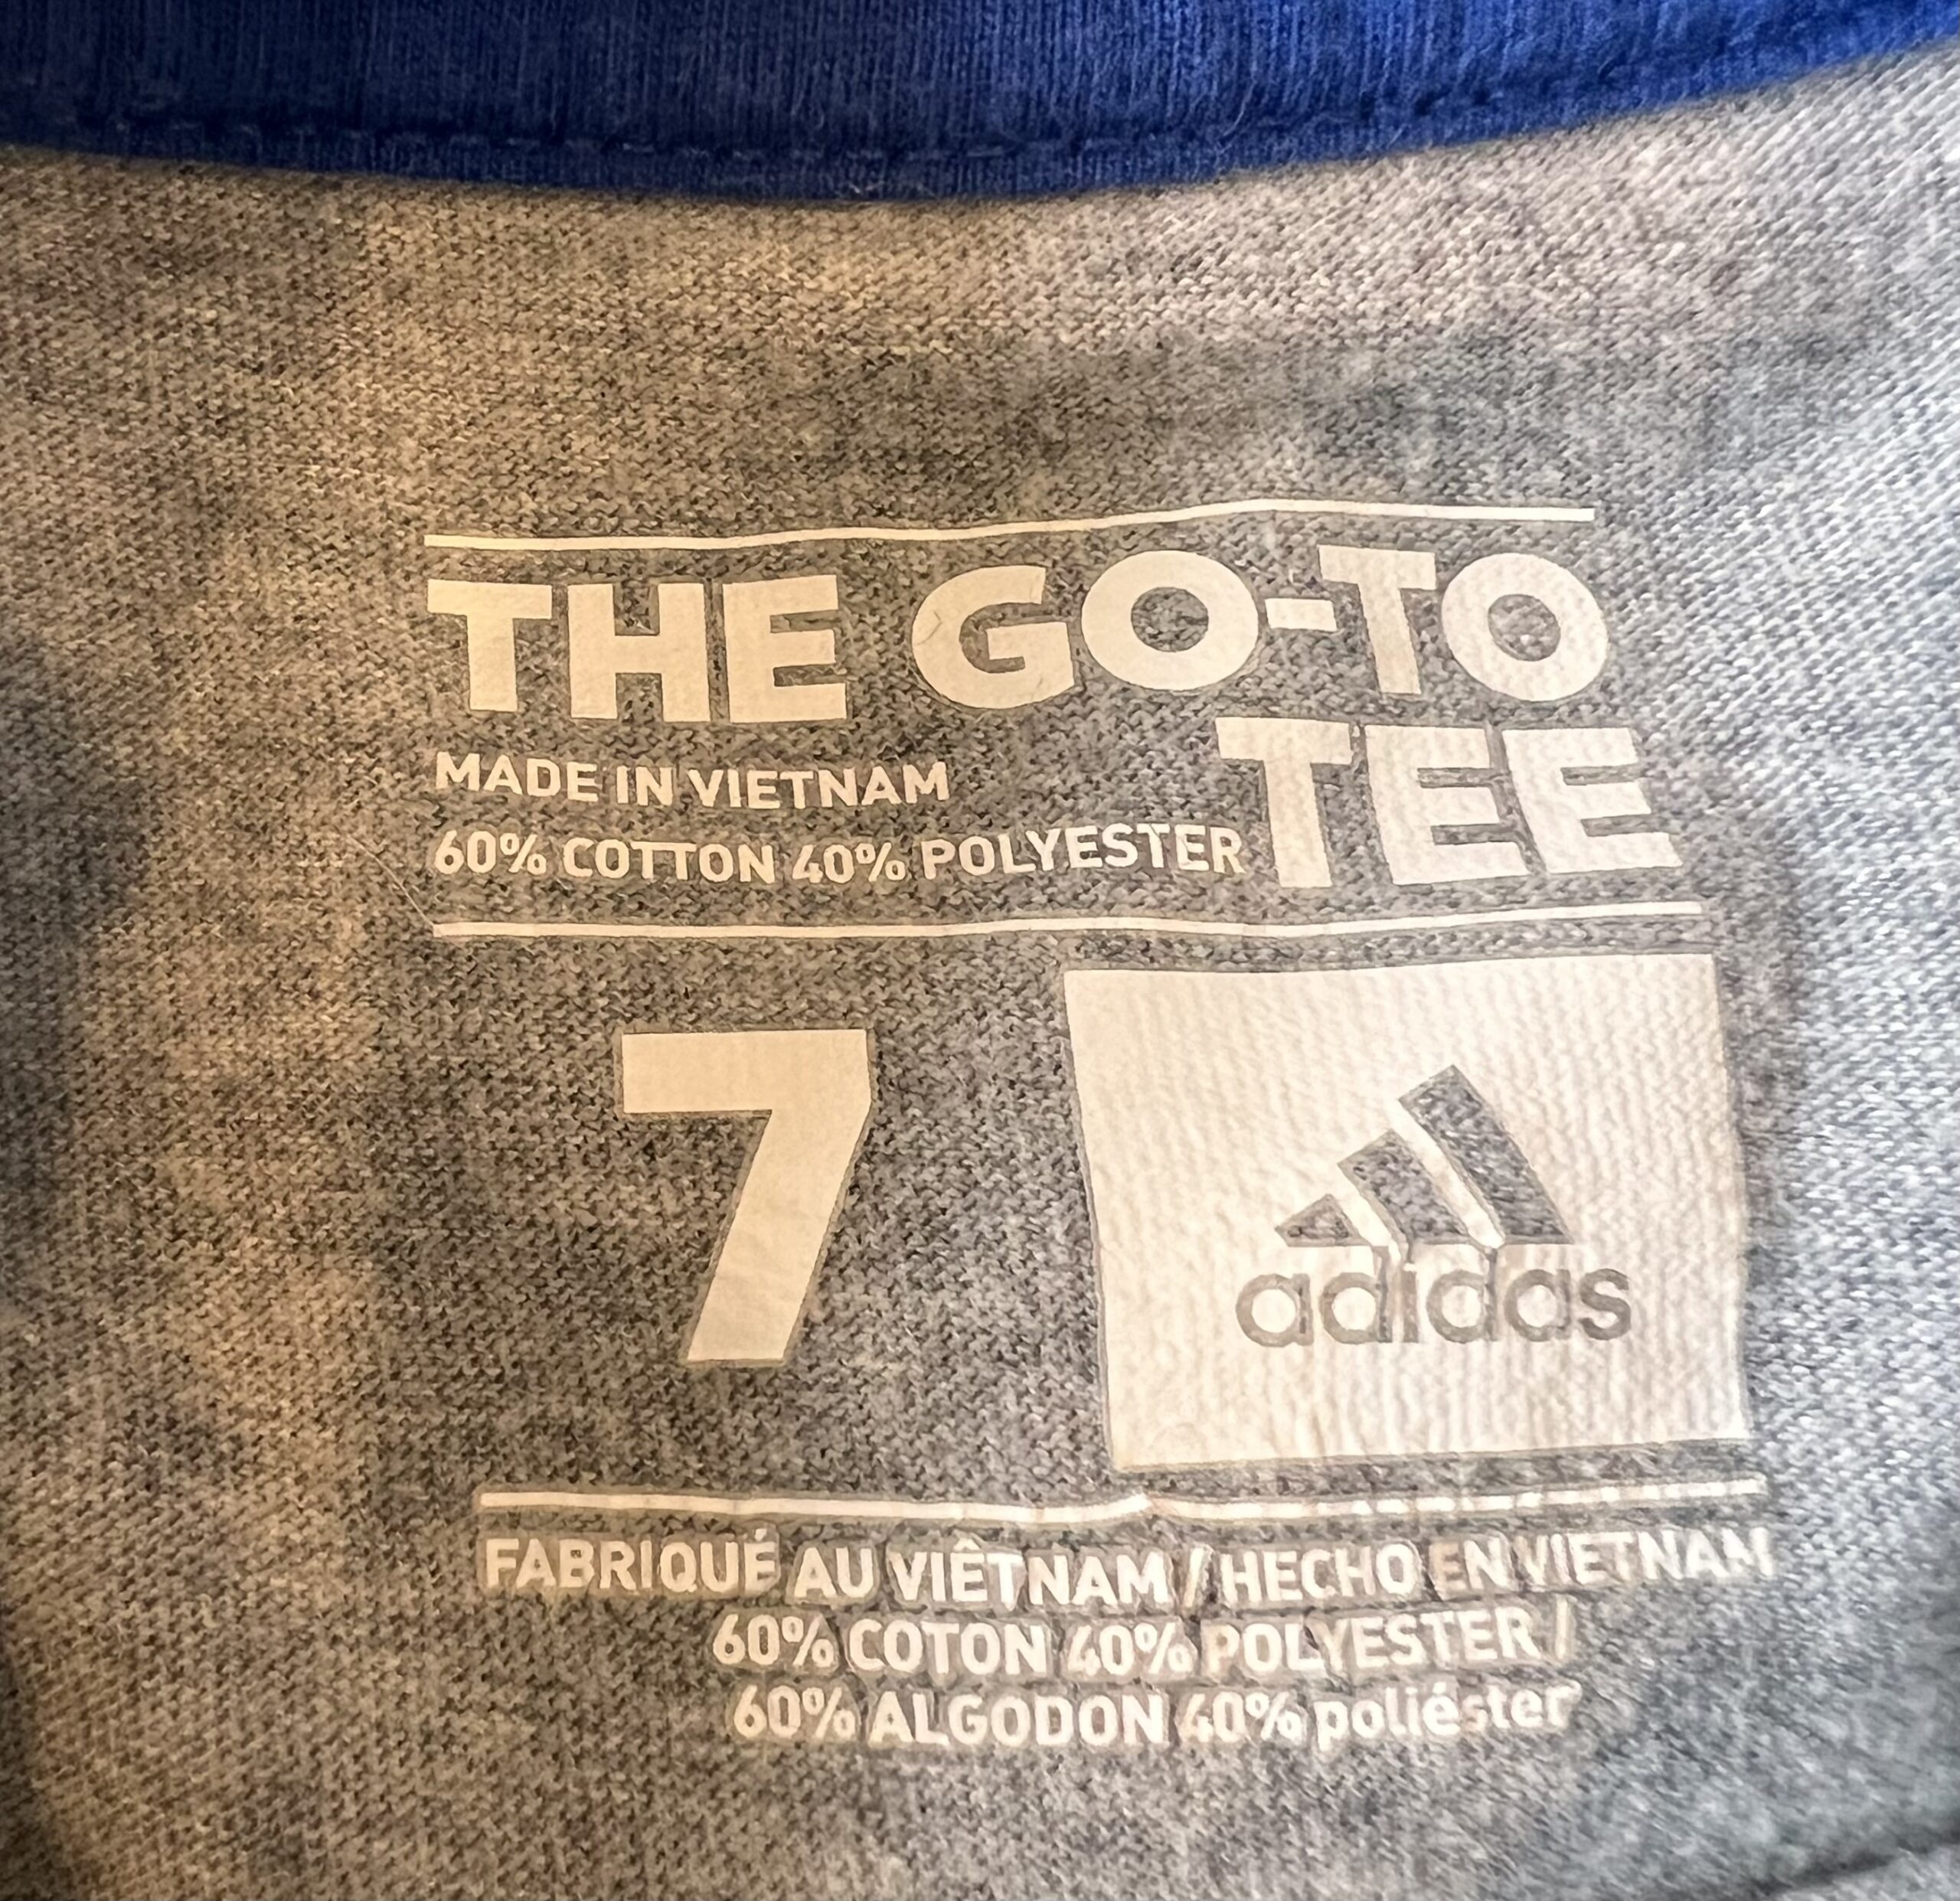 THE GO-TO
TEE
MADE IN VIETNAM
60% COTTON 40% POLYESTER
7
adidas
FABRIQUÉ AU VIÊTNAM / HECHO EN VIETNAM
60% COTON 40% POLYESTER /
60% ALGODON 40% poliéster